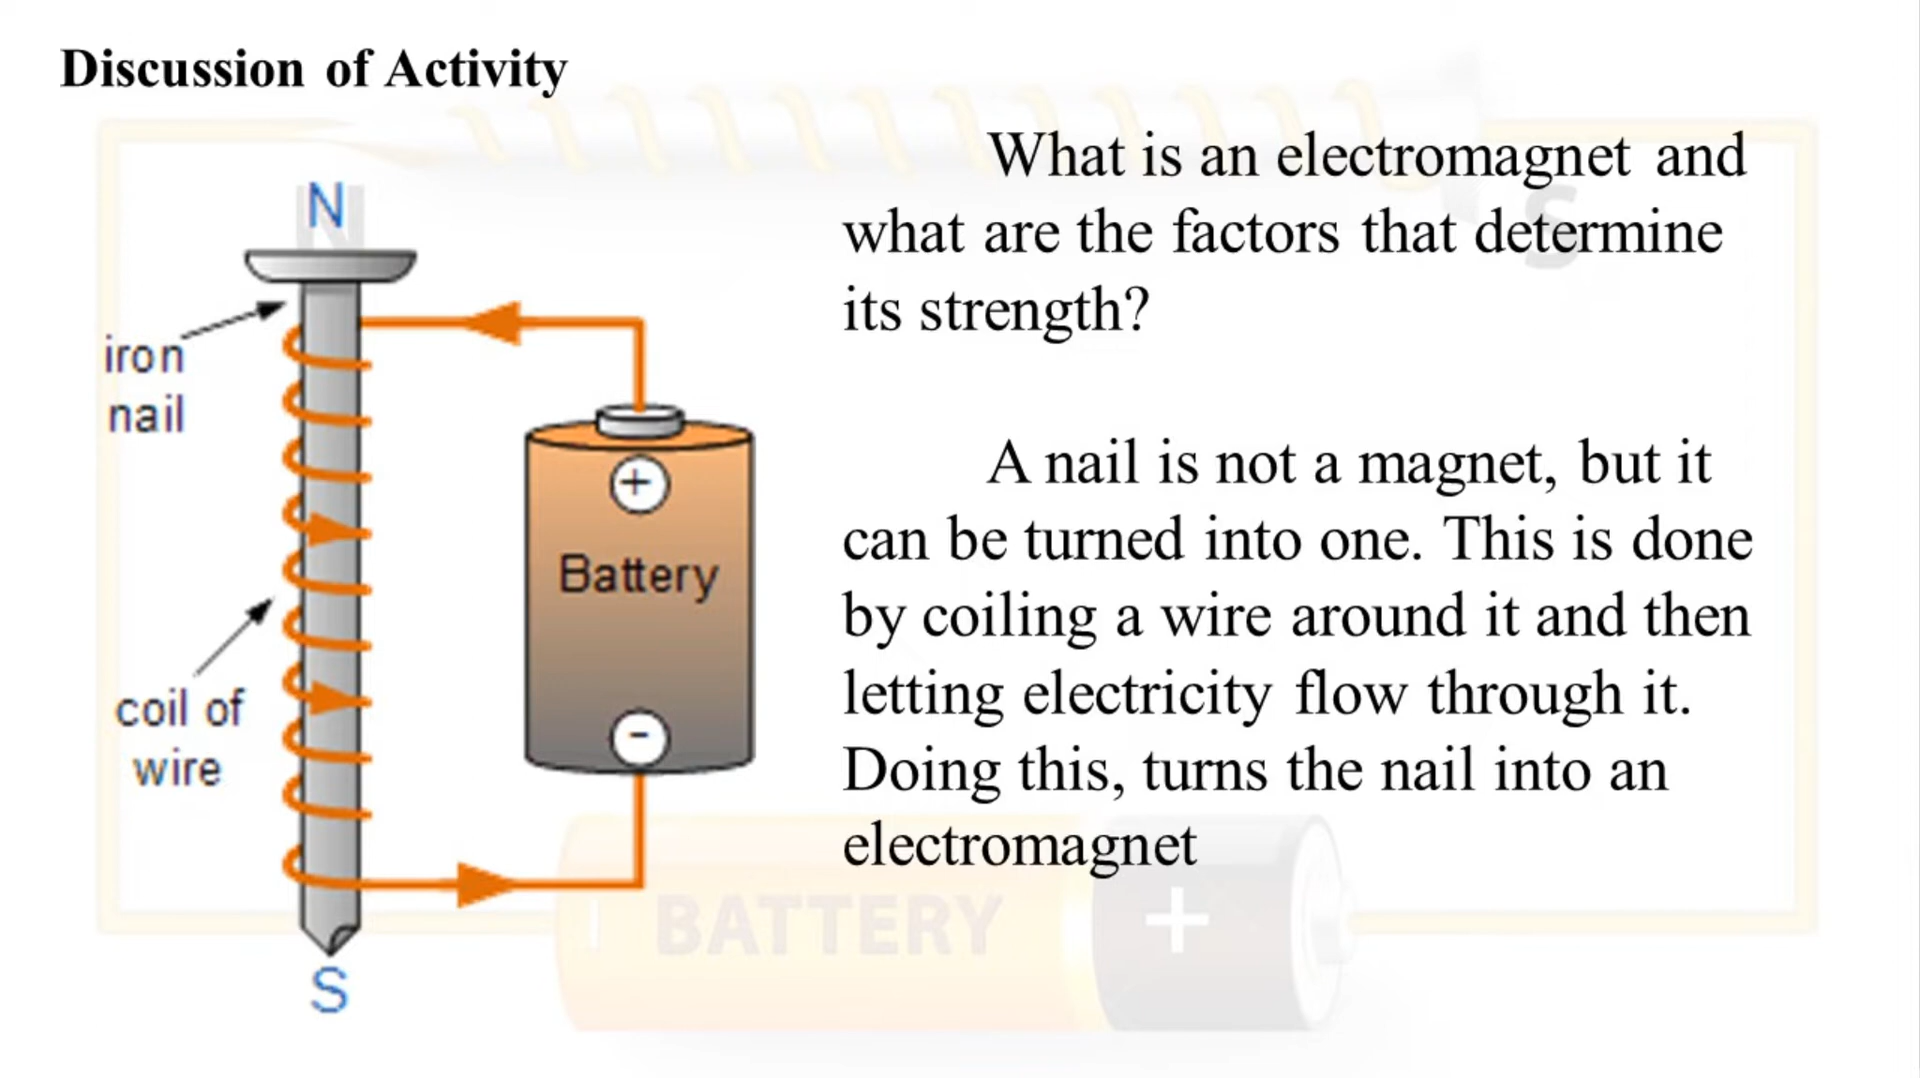 Discussion of Activity
N
iron
nail
coil of
wire
S
+
Battery
-
What is an electromagnet and
what are the factors that determine
its strength?
A nail is not a magnet, but it
can be turned into one. This is done
by coiling a wire around it and then
letting electricity flow through it.
Doing this, turns the nail into an
electromagnet
N
S
BATTERY
+